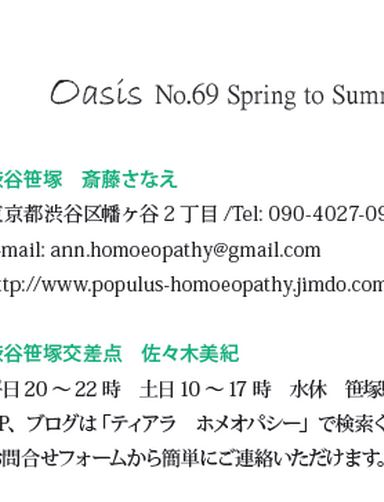 Oasis No.69 Spring to Summ
谷笹塚　斎藤さなえ
京都渋谷区幡ヶ谷 2 丁目 /Tel: 090-4027-09
mail: ann.homoeopathy@gmail.com
ttp://www.populus-homoeopathy.jimdo.com
谷笹塚交差点　佐々木美紀
日 20 〜 22 時　土日 10 〜 17 時　水休　笹塚
P、ブログは「ティアラ　ホメオパシー」で検索く
問合せフォームから簡単にご連絡いただけます。